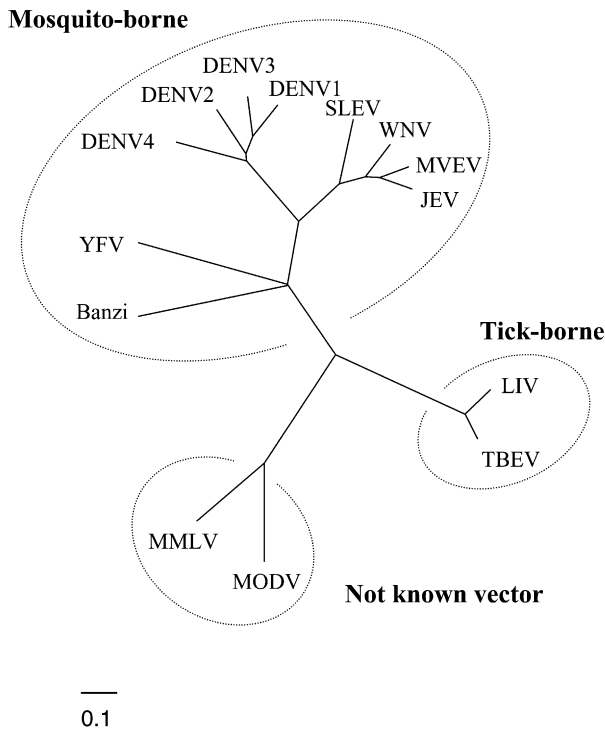 Mosquito-borne
DENV3
DENV2
DENV1
SLEV
WNV
DENV4
MVEV
JEV
YFV
Banzi
Tick-borne
LIV
TBEV
MMLV
MODV
Not known vector
0.1